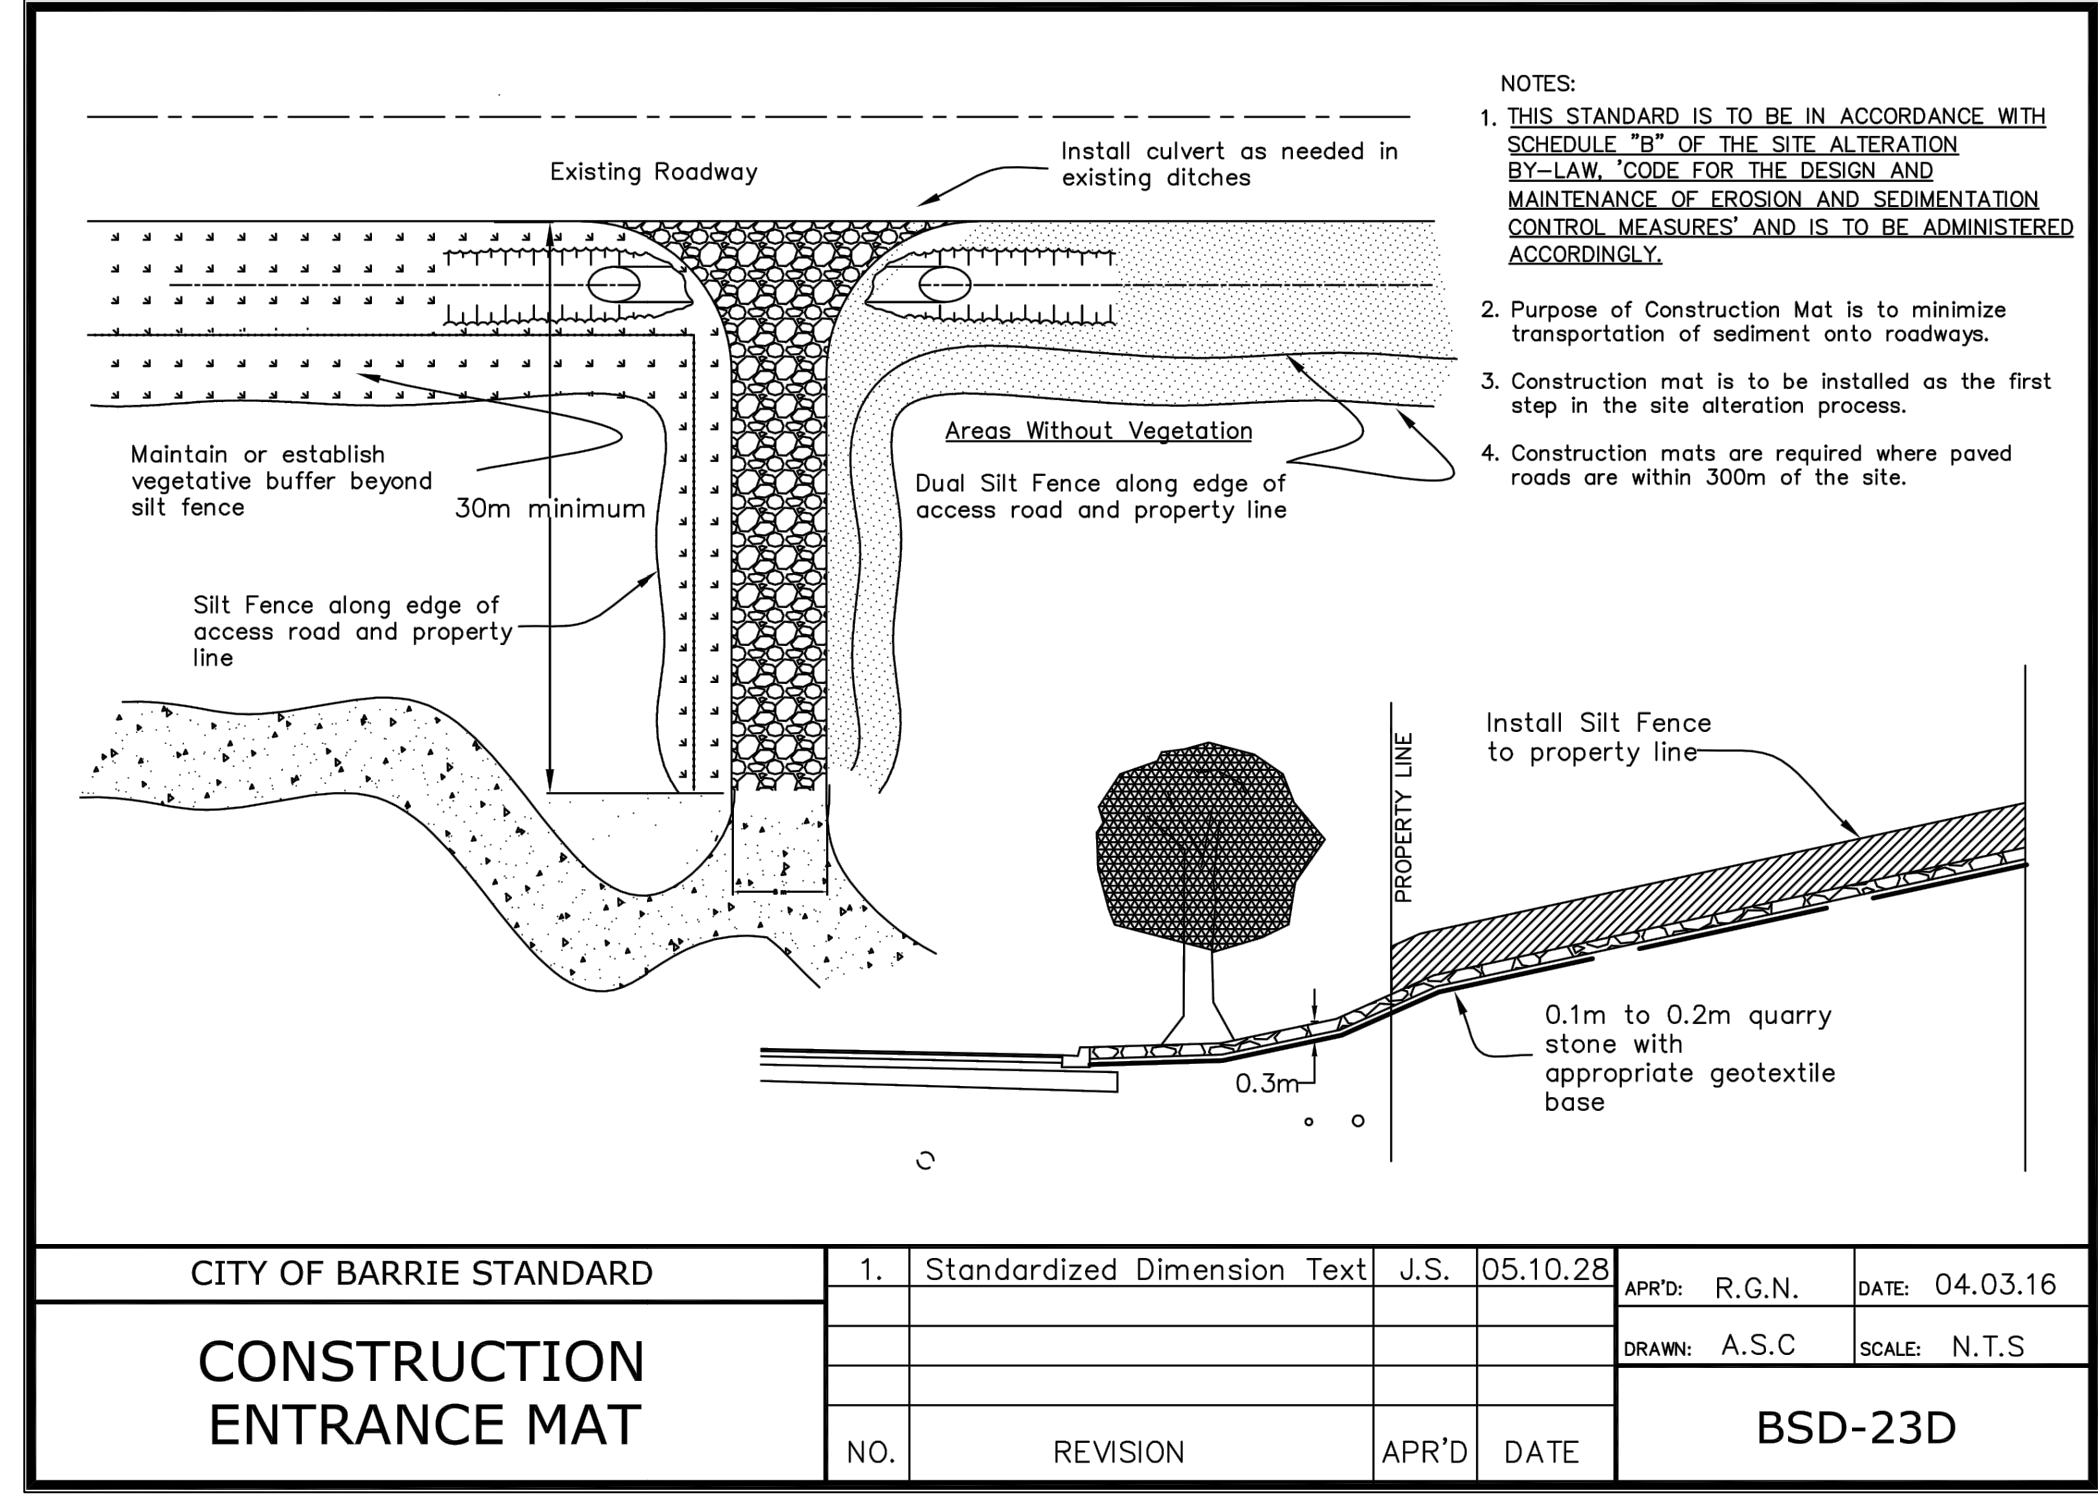 NOTES:
1. THIS STANDARD IS TO BE IN ACCORDANCE WITH
SCHEDULE "B" OF THE SITE ALTERATION
BY-LAW, 'CODE FOR THE DESIGN AND
MAINTENANCE OF EROSION AND SEDIMENTATION
CONTROL MEASURES' AND IS TO BE ADMINISTERED
ACCORDINGLY.
2. Purpose of Construction Mat is to minimize
transportation of sediment onto roadways.
3. Construction mat is to be installed as the first
step in the site alteration process.
4. Construction mats are required where paved
roads are within 300m of the site.
Existing Roadway
Install culvert as needed in
existing ditches
Maintain or establish
vegetative buffer beyond
silt fence
30m minimum
Areas Without Vegetation
Dual Silt Fence along edge of
access road and property line
Silt Fence along edge of
access road and property
line
PROPERTY LINE
Install Silt Fence
to property line
0.1m to 0.2m quarry
stone with
appropriate geotextile
base
0.3m
CITY OF BARRIE STANDARD
CONSTRUCTION
ENTRANCE MAT
1. Standardized Dimension Text J.S. 05.10.28
NO. REVISION APR'D DATE
APR'D: R.G.N. DATE: 04.03.16
DRAWN: A.S.C SCALE: N.T.S
BSD-23D